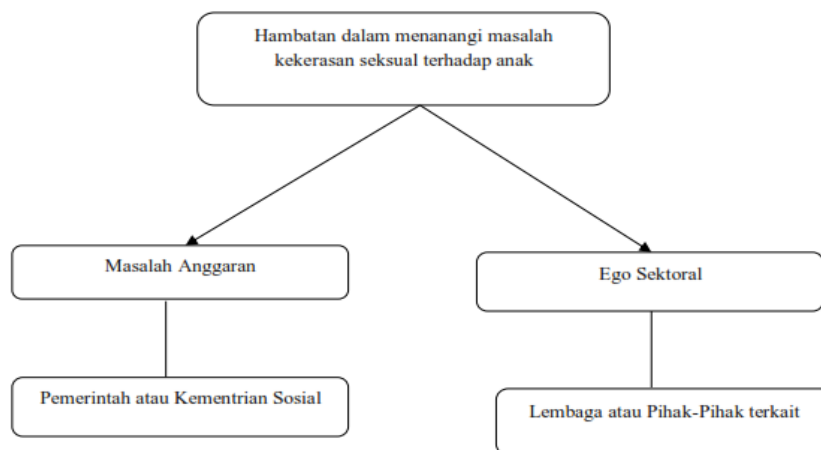 Hambatan dalam menanangi masalah
kekerasan seksual terhadap anak
Masalah Anggaran
Ego Sektoral
Pemerintah atau Kementrian Sosial
Lembaga atau Pihak-Pihak terkait